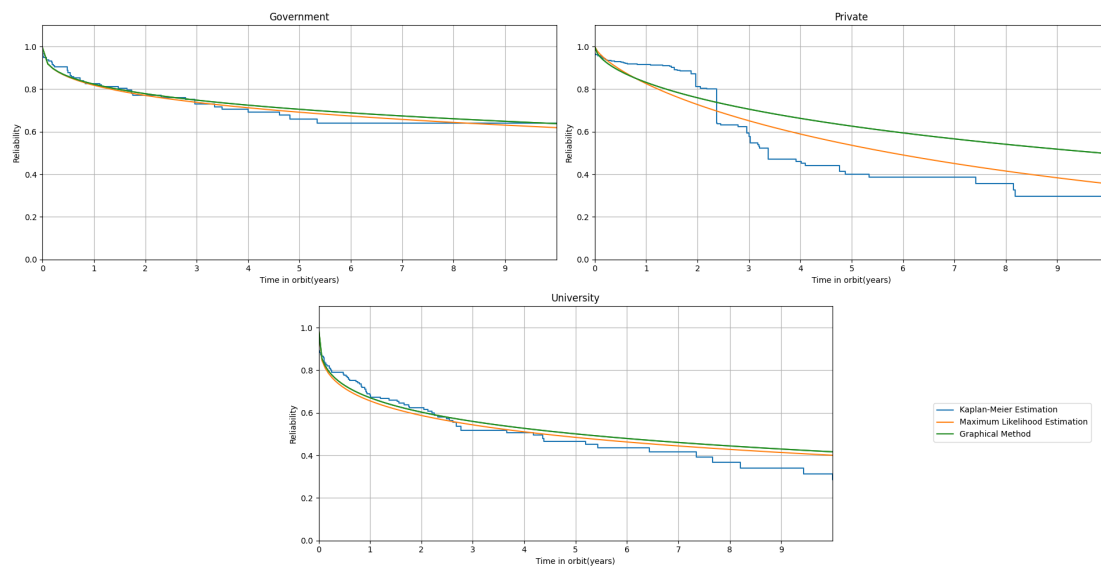 Government
1.0
0.8
0.6
0.4
0.2
0.0
Reliability
0 1 2 3 4 5 6 7 8 9
Time in orbit(years)
Private
1.0
0.8
0.6
0.4
0.2
0.0
Reliability
0 1 2 3 4 5 6 7 8 9
Time in orbit(years)
University
1.0
0.8
0.6
0.4
0.2
0.0
Reliability
0 1 2 3 4 5 6 7 8 9
Time in orbit(years)
Kaplan-Meier Estimation
Maximum Likelihood Estimation
Graphical Method